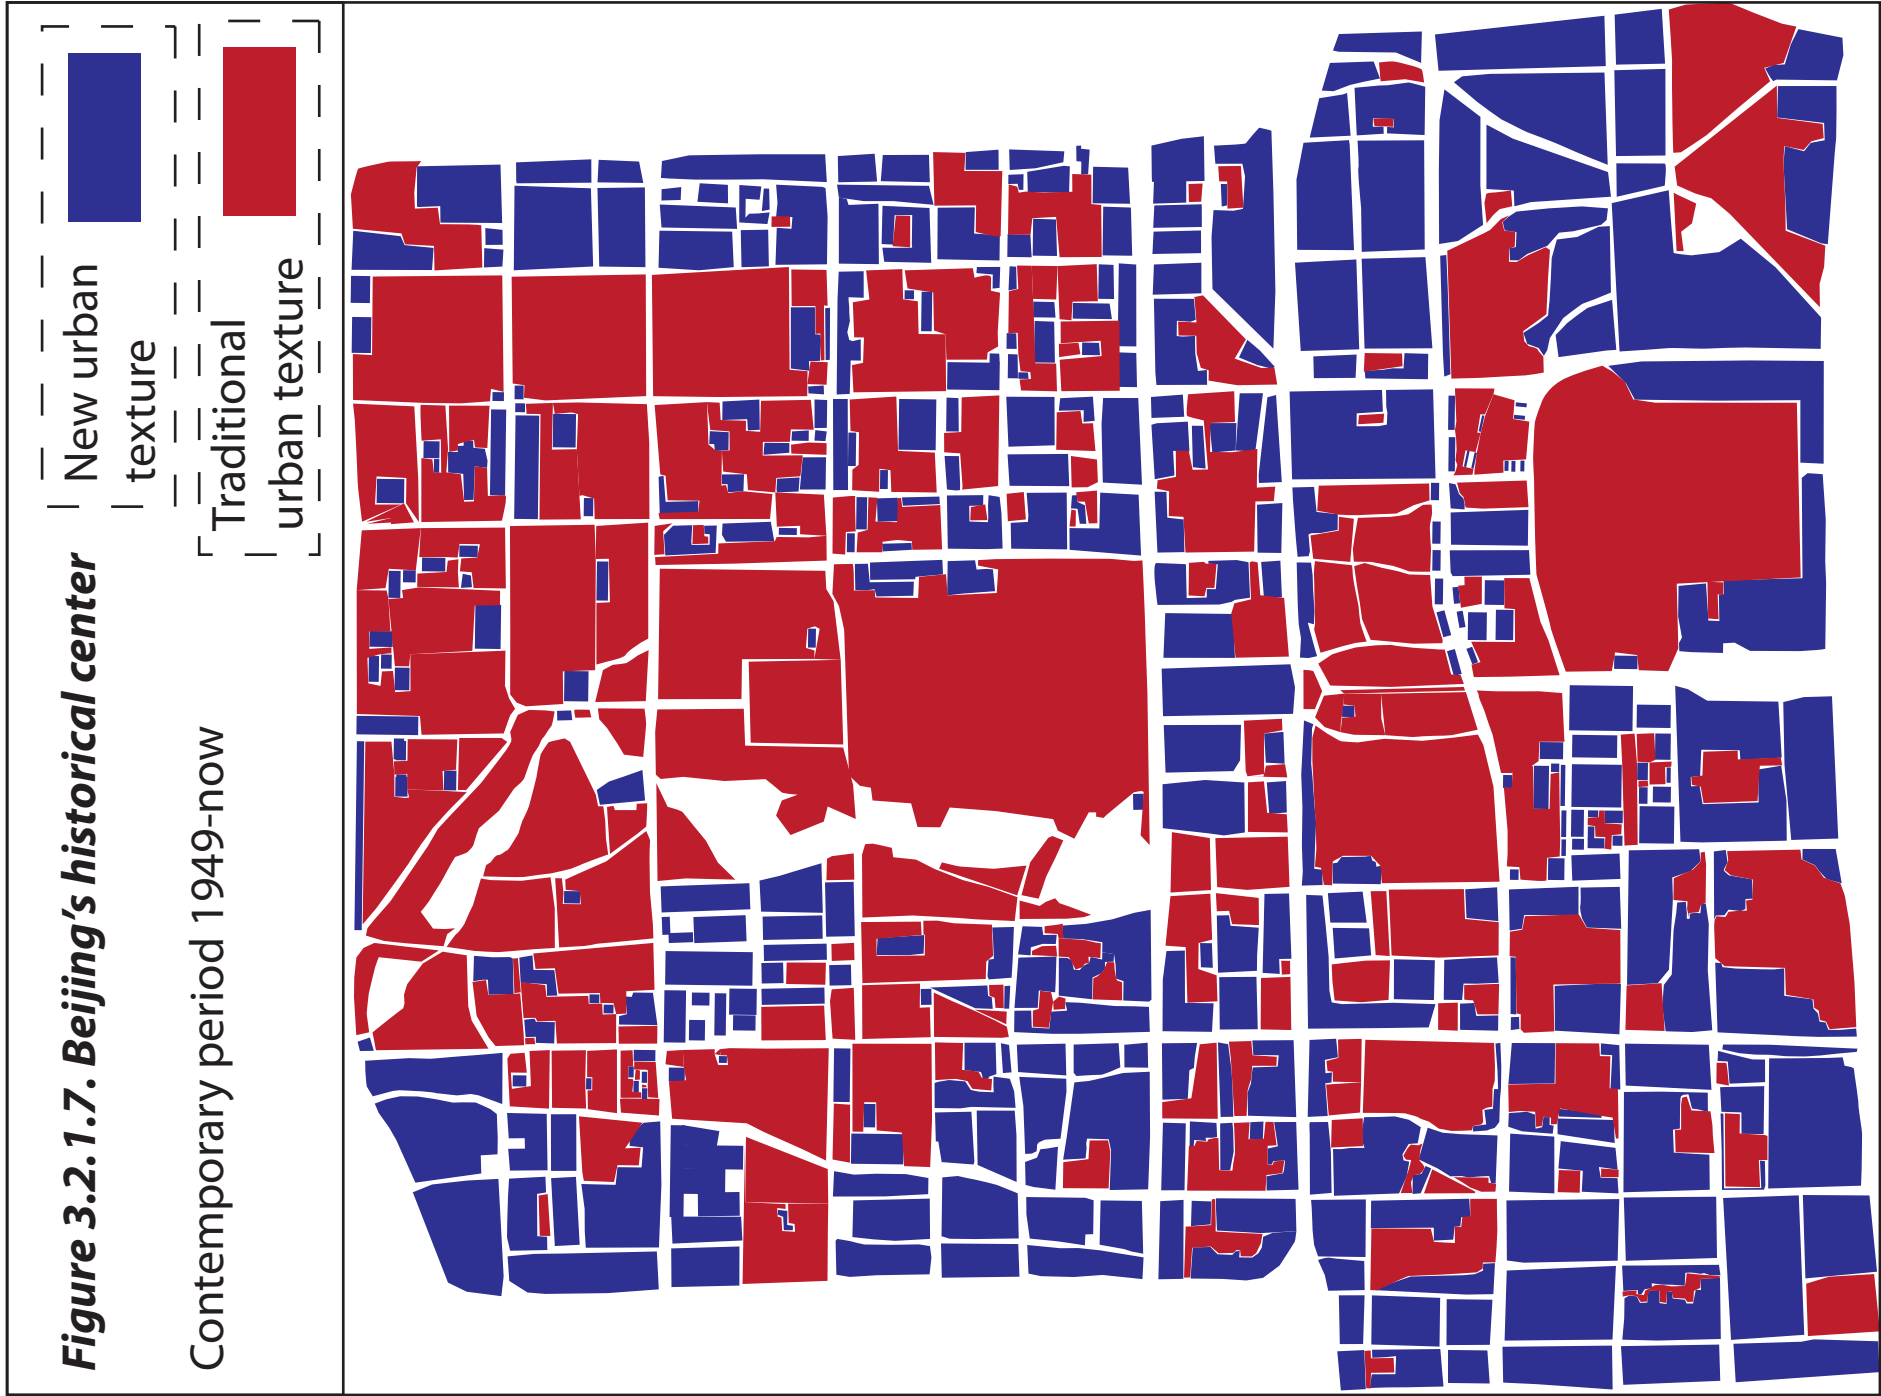 Figure 3.2.1.7. Beijing's historical center
Contemporary period 1949-now
New urban
texture
Traditional
urban texture